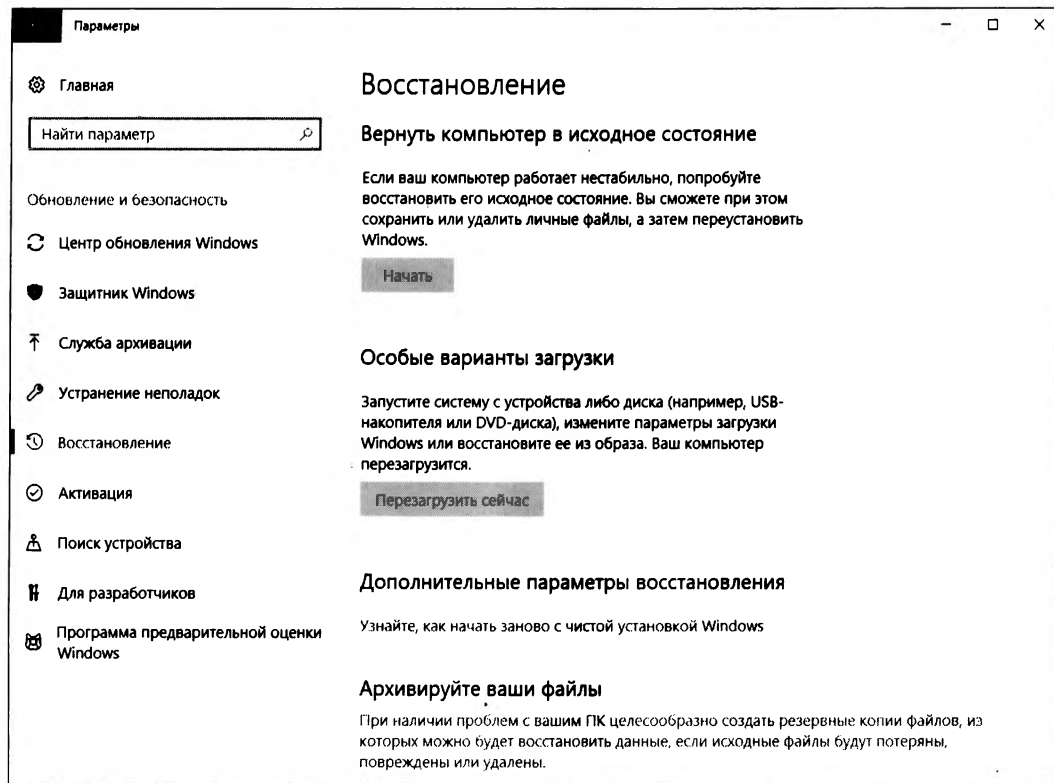 Параметры
Главная
Найти параметр
Обновление и безопасность
Центр обновления Windows
Защитник Windows
Служба архивации
Устранение неполадок
Восстановление
Активация
Поиск устройства
Для разработчиков
Программа предварительной оценки
Windows
Восстановление
Вернуть компьютер в исходное состояние
Если ваш компьютер работает нестабильно, попробуйте
восстановить его исходное состояние. Вы сможете при этом
сохранить или удалить личные файлы, а затем переустановить
Windows.
Начать
Особые варианты загрузки
Запустите систему с устройства либо диска (например, USB-
накопителя или DVD-диска), измените параметры загрузки
Windows или восстановите ее из образа. Ваш компьютер
перезагрузится.
Перезагрузить сейчас
Дополнительные параметры восстановления
Узнайте, как начать заново с чистой установкой Windows
Архивируйте ваши файлы
При наличии проблем с вашим ПК целесообразно создать резервные копии файлов, из
которых можно будет восстановить данные, если исходные файлы будут потеряны,
повреждены или удалены.